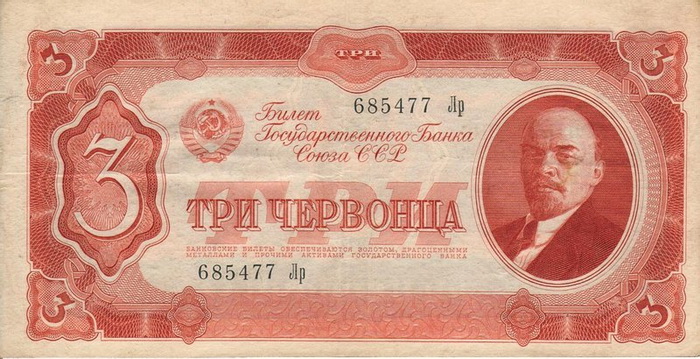 3
ТРИ
3
Билет 685477 Лр
Государственного Банка
Союза ССР
3
ТРИ
ТРИ ЧЕРВОНЦА
БАНКОВСКИЕ БИЛЕТЫ ОБЕСПЕЧИВАЮТСЯ ЗОЛОТОМ, ДРАГОЦЕННЫМИ
МЕТАЛЛАМИ И ПРОЧИМИ АКТИВАМИ ГОСУДАРСТВЕННОГО БАНКА
685477 Лр
3
3